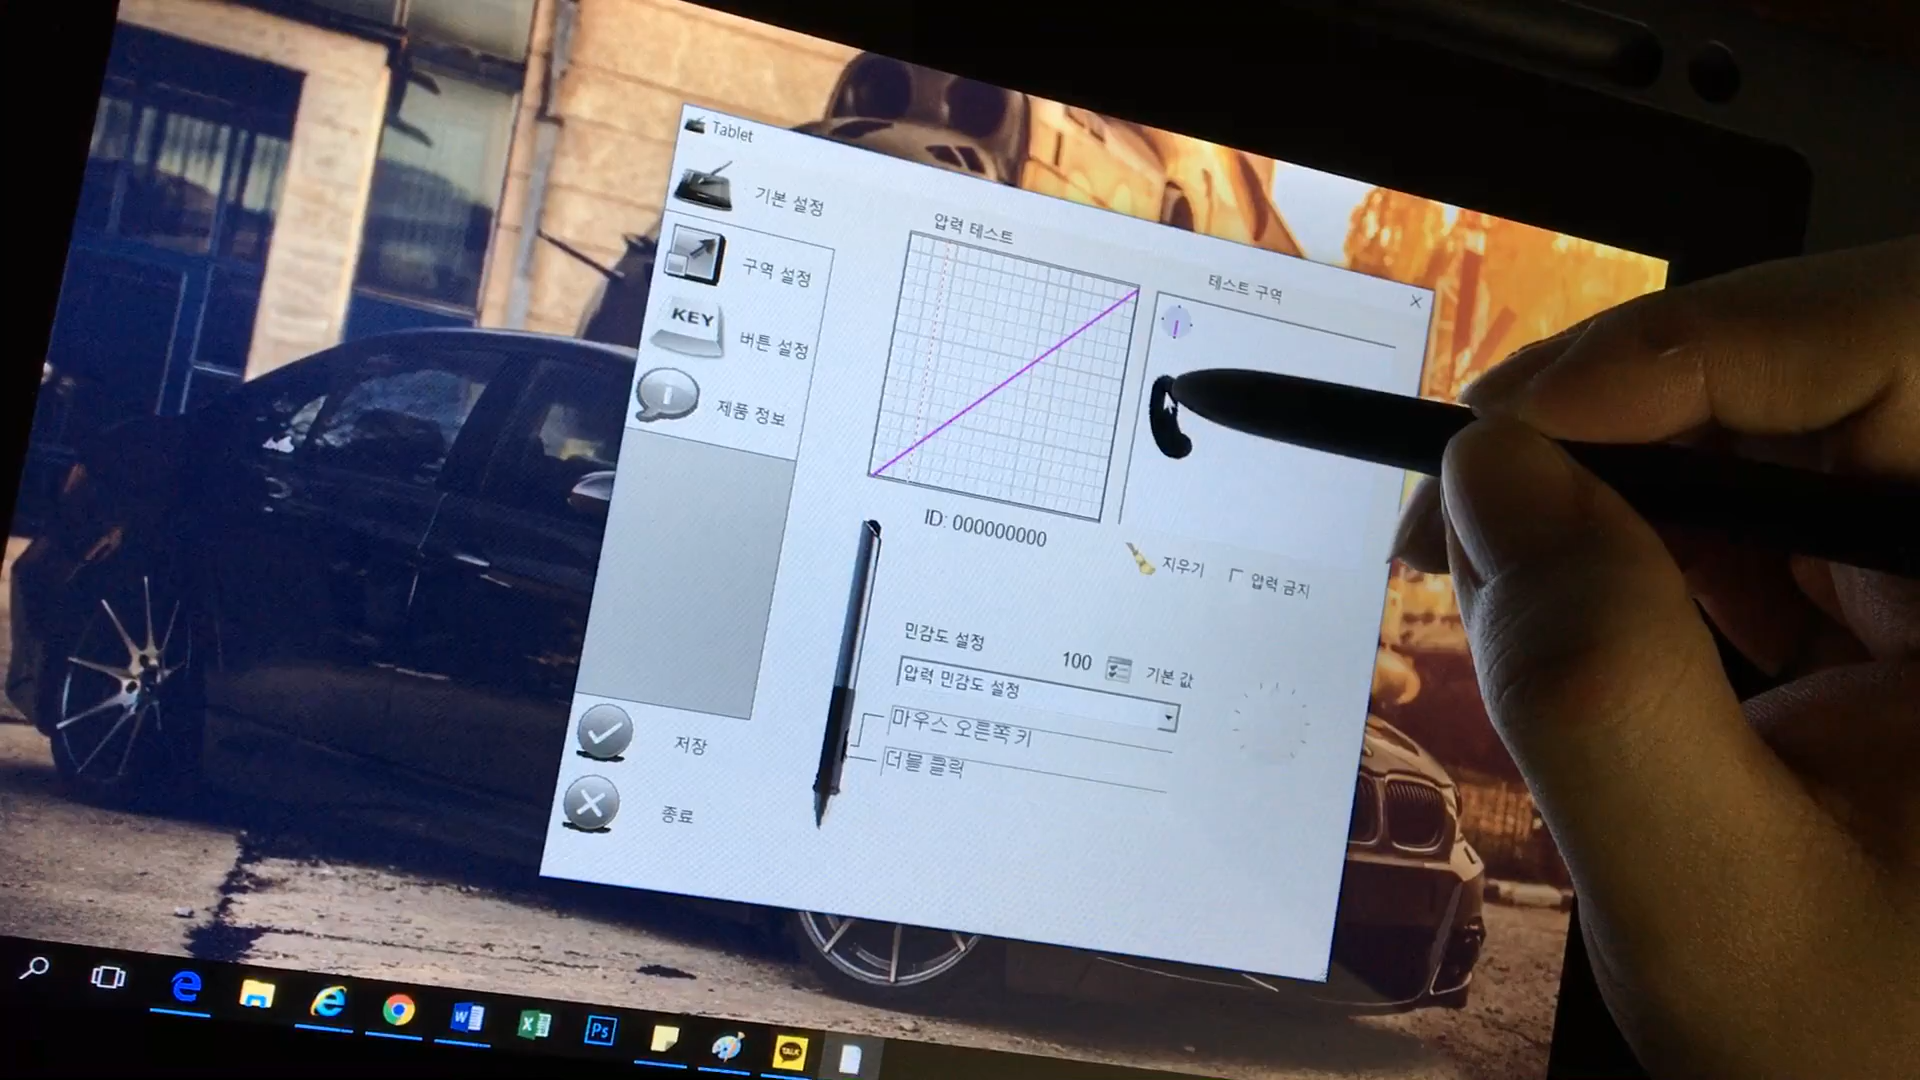 Tablet
기본 설정
구역 설정
KEY
버튼 설정
제품 정보
압력 테스트
테스트 구역
ID: 000000000
지우기
압력 금지
민감도 설정
100
기본 값
압력 민감도 설정
마우스 오른쪽 키
더블 클릭
저장
종료
Ps
TALK